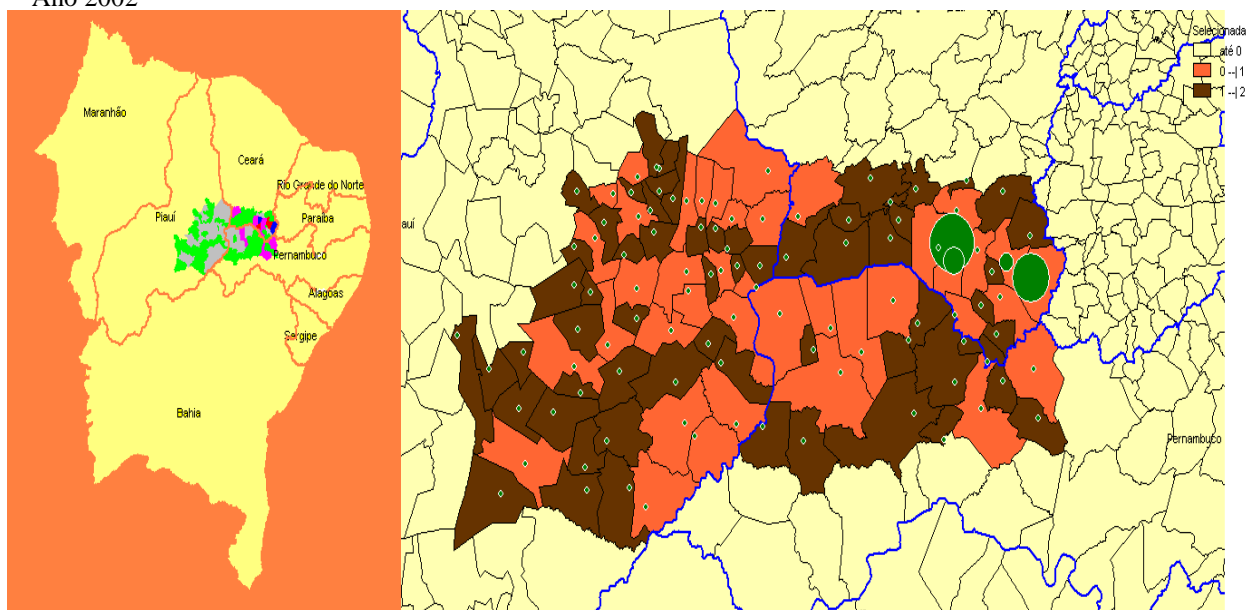 Ano 2002
Maranhão
Ceará
Rio Grande do Norte
Piauí
Paraíba
Pernambuco
Alagoas
Sergipe
Bahia
Selecionada
até 0
0 --| 1
1 --| 2
auí
Pernambuco